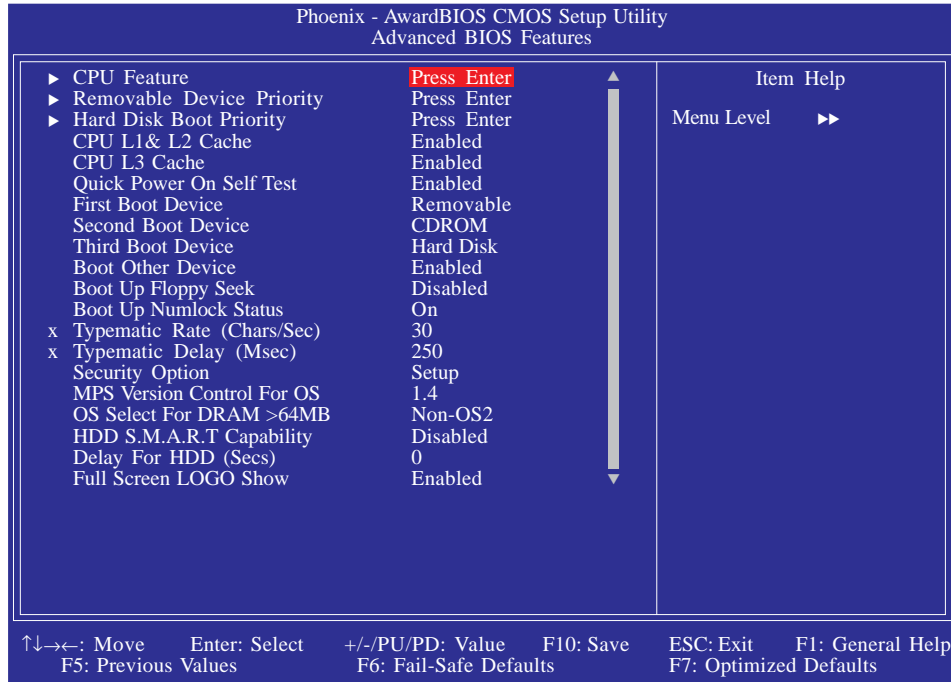 Phoenix - AwardBIOS CMOS Setup Utility
Advanced BIOS Features
▶ CPU Feature Press Enter
▶ Removable Device Priority Press Enter
▶ Hard Disk Boot Priority Press Enter
CPU L1& L2 Cache Enabled
CPU L3 Cache Enabled
Quick Power On Self Test Enabled
First Boot Device Removable
Second Boot Device CDROM
Third Boot Device Hard Disk
Boot Other Device Enabled
Boot Up Floppy Seek Disabled
Boot Up Numlock Status On
x Typematic Rate (Chars/Sec) 30
x Typematic Delay (Msec) 250
Security Option Setup
MPS Version Control For OS 1.4
OS Select For DRAM >64MB Non-OS2
HDD S.M.A.R.T Capability Disabled
Delay For HDD (Secs) 0
Full Screen LOGO Show Enabled
Item Help
Menu Level ▶▶
↑↓→←: Move Enter: Select +/-/PU/PD: Value F10: Save ESC: Exit F1: General Help
F5: Previous Values F6: Fail-Safe Defaults F7: Optimized Defaults